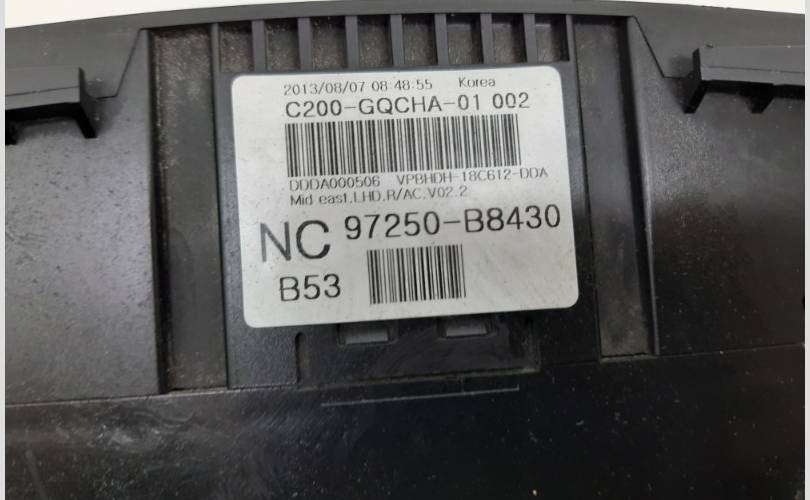 2013/08/07 08:48:55 Korea
C200-GQCHA-01 002
DDDA000506 VPBHDH-18C612-DDA
Mid east.LHD.R/AC.V02.2
NC 97250-B8430
B53